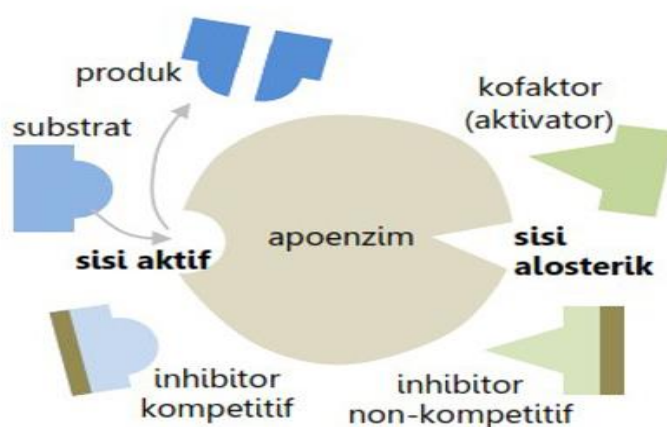 produk
substrat
kofaktor
(aktivator)
apoenzim
sisi aktif
sisi
alosterik
inhibitor
kompetitif
inhibitor
non-kompetitif